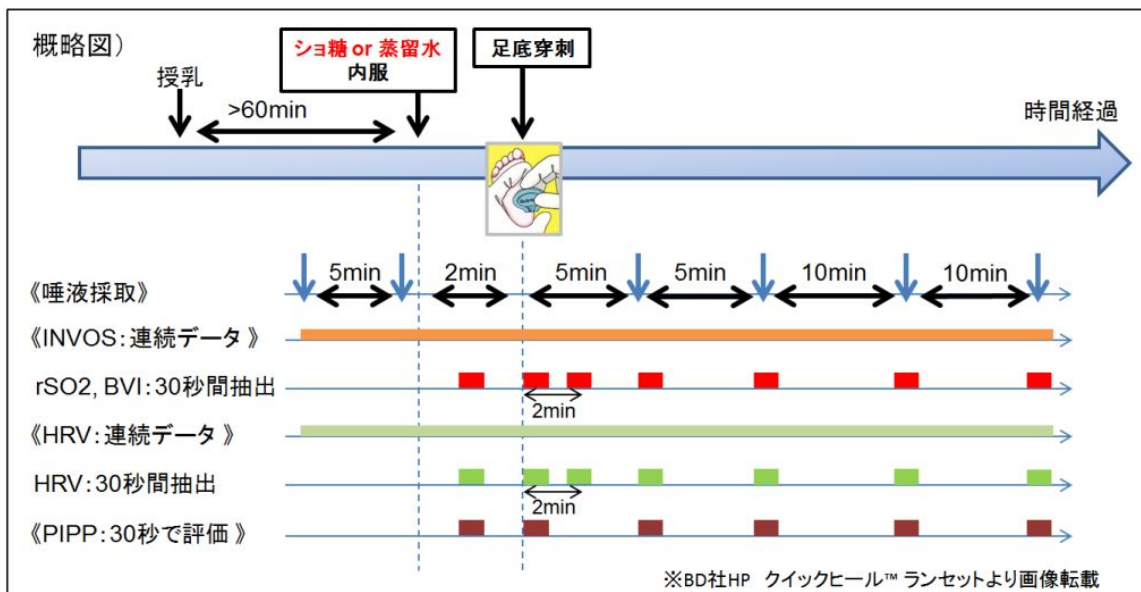 概略図）
授乳
>60min
ショ糖 or 蒸留水
内服
足底穿刺
時間経過
《唾液採取》
5min
2min
5min
5min
10min
10min
《INVOS：連続データ 》
rSO2, BVI：30秒間抽出
2min
《HRV：連続データ 》
HRV：30秒間抽出
2min
《PIPP：30秒で評価 》
※BD社HP　クイックヒール™ ランセットより画像転載